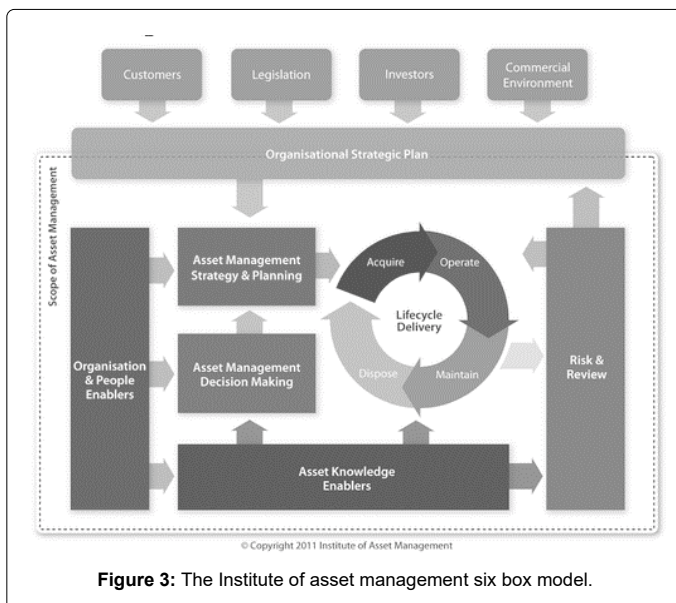 Customers
Legislation
Investors
Commercial
Environment
Organisational Strategic Plan
Scope of Asset Management
Asset Management
Strategy & Planning
Acquire
Operate
Lifecycle
Delivery
Organisation
& People
Enablers
Asset Management
Decision Making
Dispose
Maintain
Risk &
Review
Asset Knowledge
Enablers
© Copyright 2011 Institute of Asset Management
Figure 3: The Institute of asset management six box model.